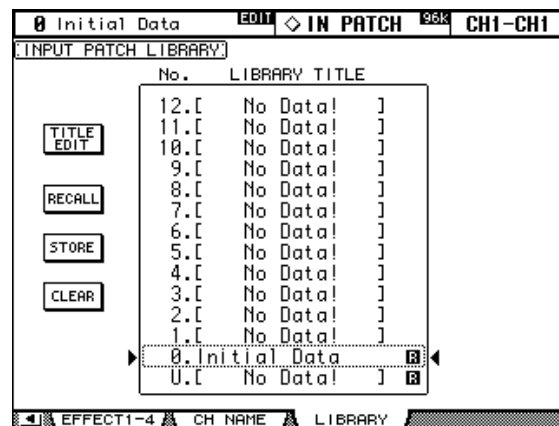 0 Initial Data EDIT ◇ IN PATCH 96k CH1-CH1
INPUT PATCH LIBRARY
No. LIBRARY TITLE
12.[ No Data! ]
11.[ No Data! ]
TITLE EDIT
10.[ No Data! ]
9.[ No Data! ]
8.[ No Data! ]
RECALL
7.[ No Data! ]
6.[ No Data! ]
STORE
5.[ No Data! ]
4.[ No Data! ]
CLEAR
3.[ No Data! ]
2.[ No Data! ]
1.[ No Data! ]
0.Initial Data R
U.[ No Data! ] R
EFFECT1-4 CH NAME LIBRARY